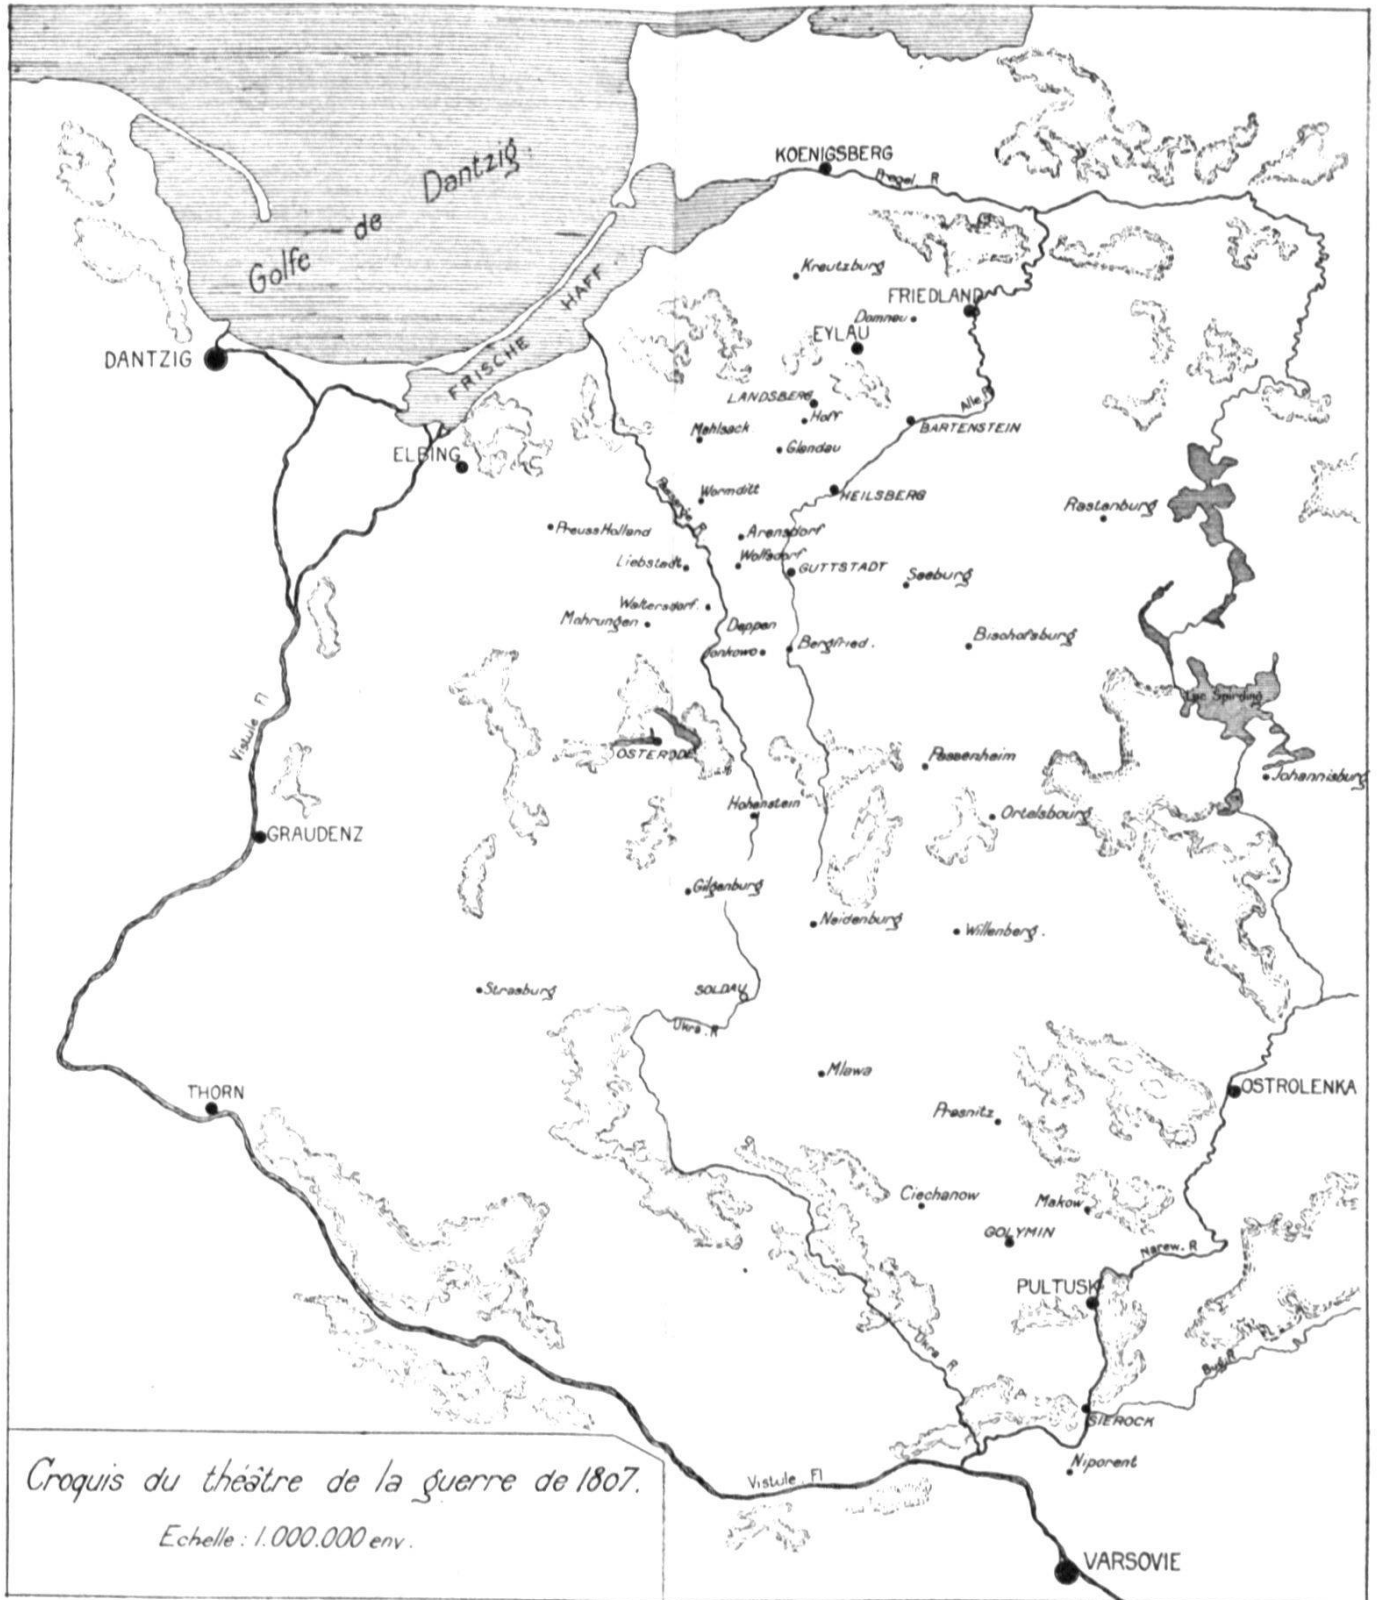 KOENIGSBERG
Pregel. R
Golfe de Dantzig
Kreutzburg
FRISCHE HAFF.
FRIEDLAND
Domnau
EYLAU
DANTZIG
LANDSBERG
Alle R
Hoff
BARTENSTEIN
Mehlsack
Glandau
ELBING
Wormditt
HEILSBERG
Rastenburg
Passarge R
Preuss Holland
Arensdorf
Liebstadt
Wolfsdorf
GUTTSTADT
Seeburg
Waltersdorf.
Mohrungen
Deppen
Jonkowo
Bergfried.
Bischofsburg
Lac Spirding
Vistule Fl
OSTERODE
Passenheim
Johannisburg
Hohenstein
Ortelsbourg
GRAUDENZ
Gilgenburg
Neidenburg
Willenberg.
Strasburg
SOLDAU
Ukra. R
Mlawa
OSTROLENKA
THORN
Prasnitz
Ciechanow
Makow
GOLYMIN
Narew. R
PULTUSK
Ukra R
Bug. R
SIEROCK
Niporent
Vistule. Fl
VARSOVIE
Croquis du théâtre de la guerre de 1807.
Echelle : 1.000.000 env.